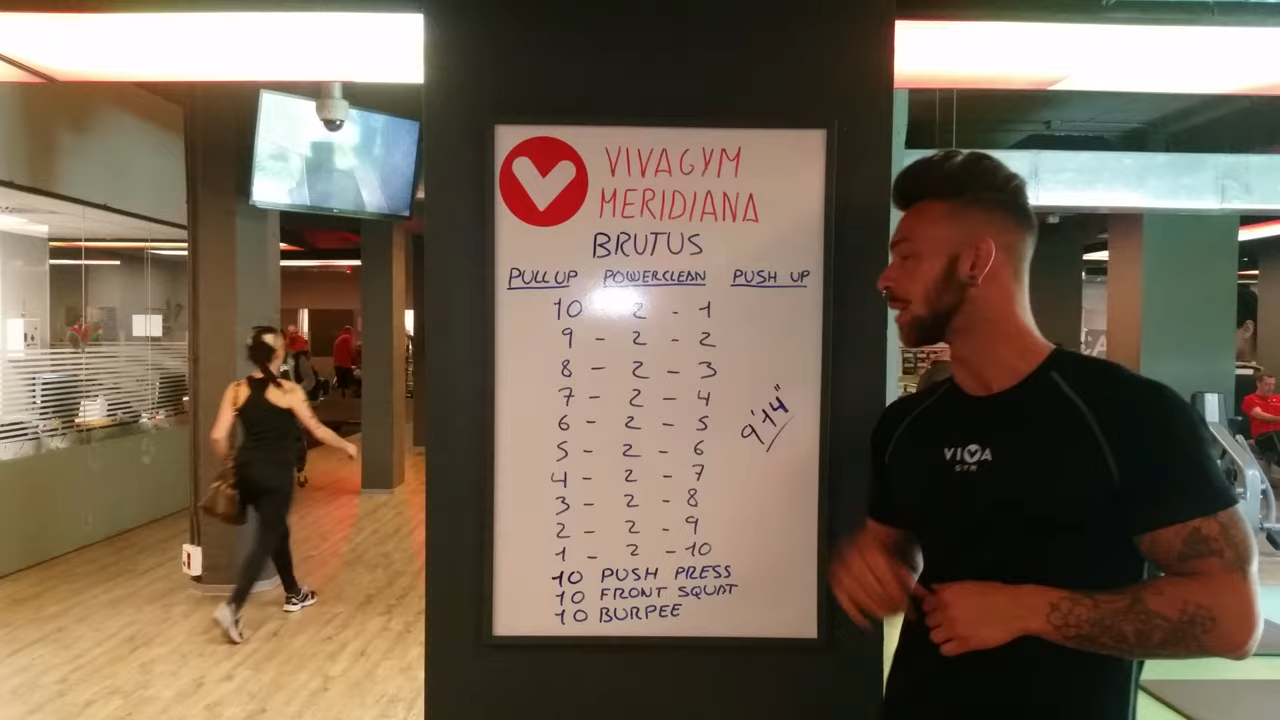 VIVAGYM
MERIDIANA
BRUTUS
PULL UP POWERCLEAN PUSH UP
10 - 2 - 1
9 - 2 - 2
8 - 2 - 3
7 - 2 - 4
6 - 2 - 5
5 - 2 - 6
4 - 2 - 7
3 - 2 - 8
2 - 2 - 9
1 - 2 - 10
9'14"
10 PUSH PRESS
10 FRONT SQUAT
10 BURPEE
VIVA
GYM